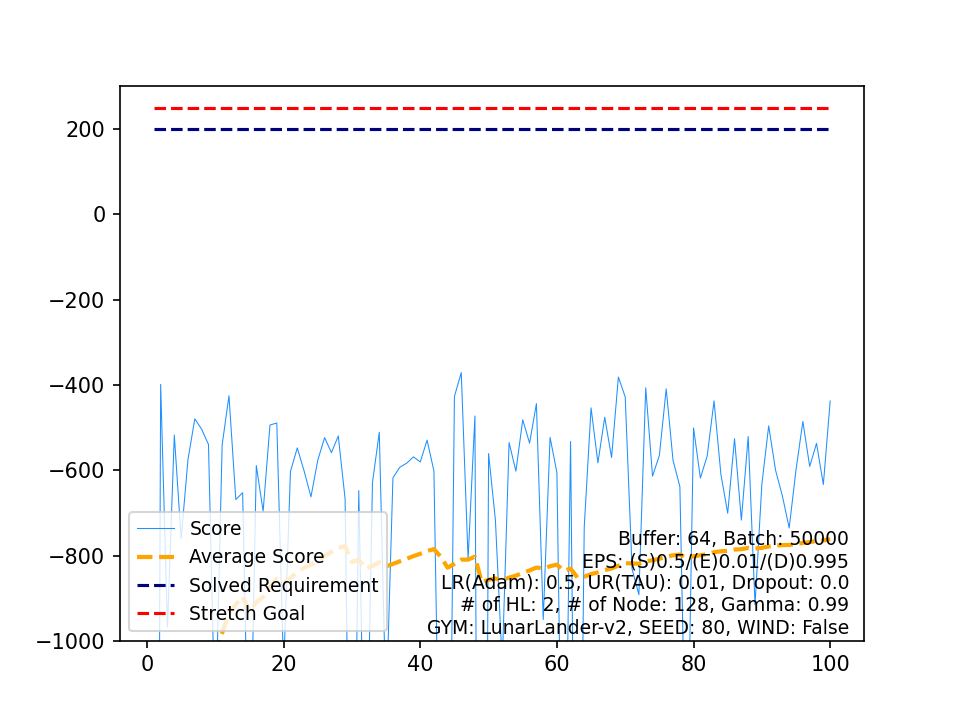 200
0
−200
−400
−600
−800
−1000
Score
Average Score
Solved Requirement
Stretch Goal
Buffer: 64, Batch: 50000
EPS: (S)0.5/(E)0.01/(D)0.995
LR(Adam): 0.5, UR(TAU): 0.01, Dropout: 0.0
# of HL: 2, # of Node: 128, Gamma: 0.99
GYM: LunarLander-v2, SEED: 80, WIND: False
0 20 40 60 80 100